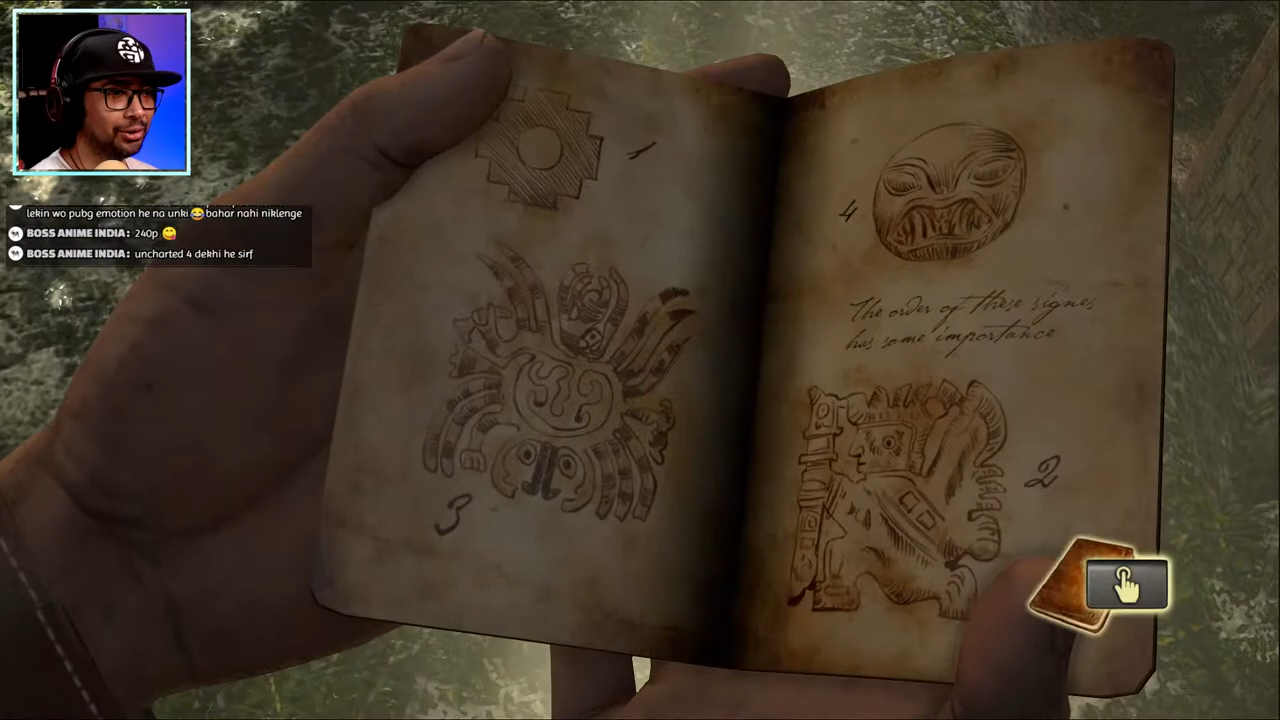 lekin wo pubg emotion he na unki😂bahar nahi niklenge
BOSS ANIME INDIA: 240p 😋
BOSS ANIME INDIA: uncharted 4 dekhi he sirf
1
4
The order of these signes
has some importance
3
2